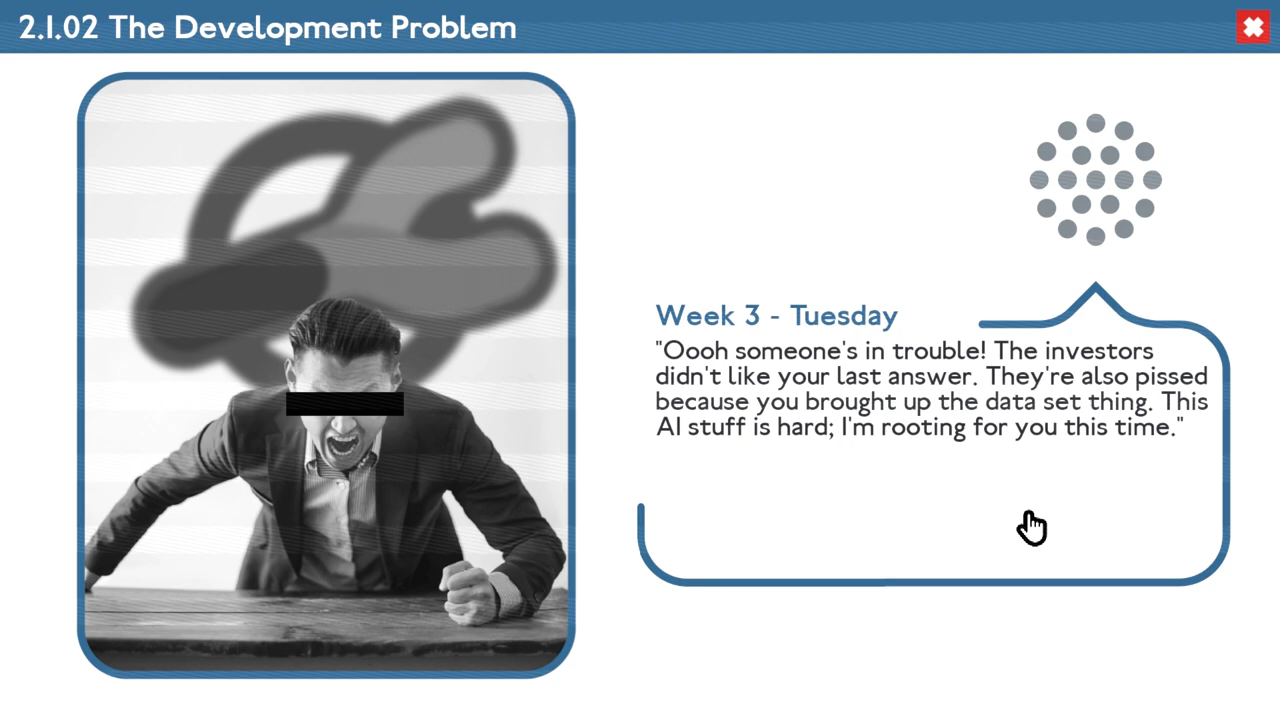 2.1.02 The Development Problem
Week 3 - Tuesday
"Oooh someone's in trouble! The investors
didn't like your last answer. They're also pissed
because you brought up the data set thing. This
AI stuff is hard; I'm rooting for you this time."